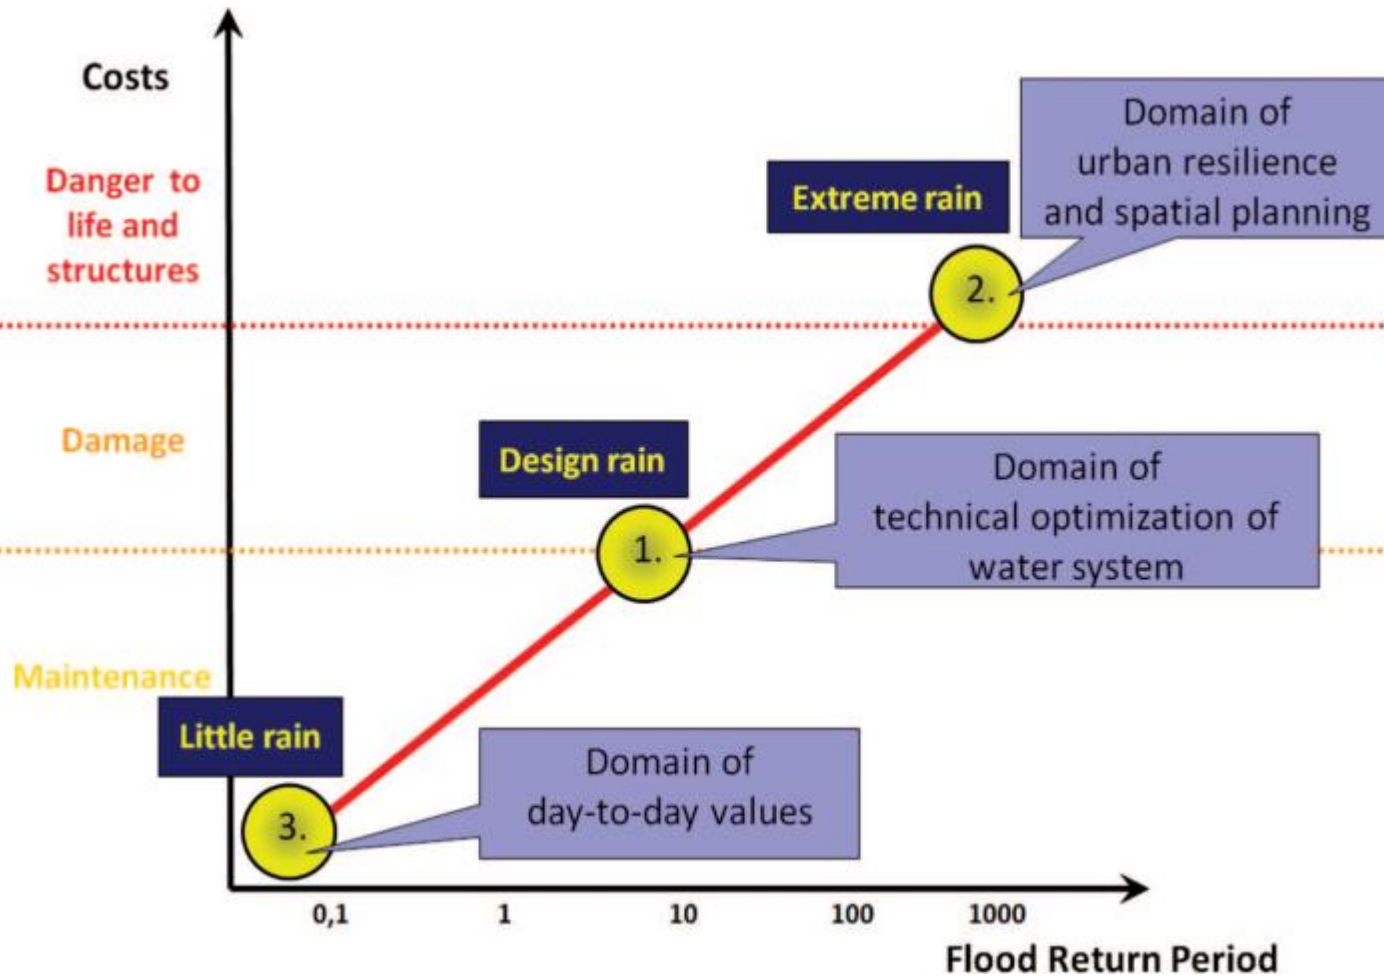 Costs
Danger to
life and
structures
Damage
Maintenance
Extreme rain
Domain of
urban resilience
and spatial planning
2.
Design rain
Domain of
technical optimization of
water system
1.
Little rain
Domain of
day-to-day values
3.
0,1 1 10 100 1000
Flood Return Period